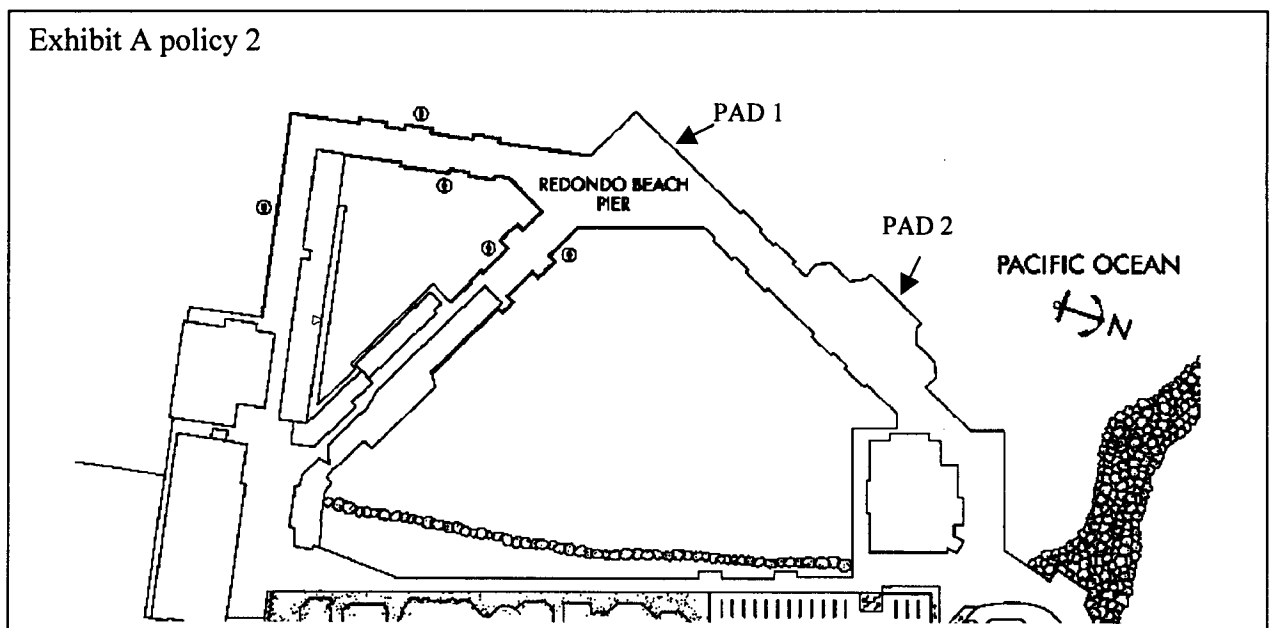 Exhibit A policy 2
PAD 1
REDONDO BEACH
PIER
PAD 2
PACIFIC OCEAN
N